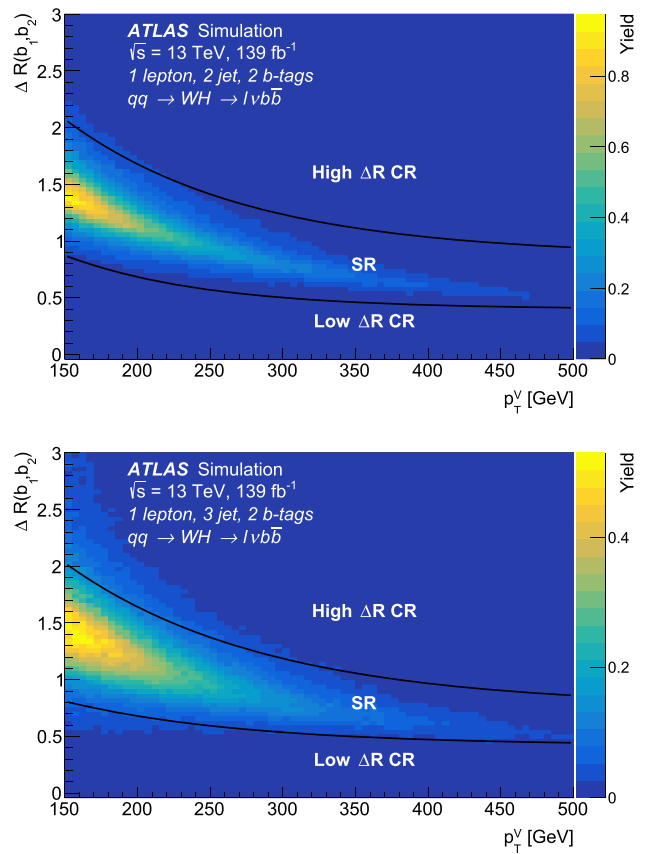 Δ R(b₁,b₂)
3
2.5
2
1.5
1
0.5
0
ATLAS Simulation
√s = 13 TeV, 139 fb⁻¹
1 lepton, 2 jet, 2 b-tags
qq → WH → lνbb̅
High ΔR CR
SR
Low ΔR CR
150 200 250 300 350 400 450 500
p_T^V [GeV]
Yield
0.8
0.6
0.4
0.2
0
Δ R(b₁,b₂)
3
2.5
2
1.5
1
0.5
0
ATLAS Simulation
√s = 13 TeV, 139 fb⁻¹
1 lepton, 3 jet, 2 b-tags
qq → WH → lνbb̅
High ΔR CR
SR
Low ΔR CR
150 200 250 300 350 400 450 500
p_T^V [GeV]
Yield
0.4
0.2
0